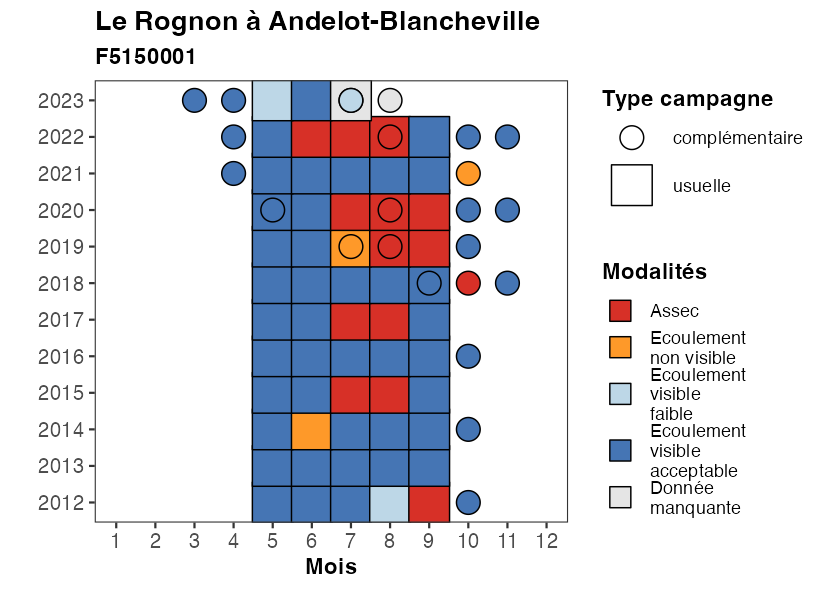 Le Rognon à Andelot-Blancheville
F5150001
2023
2022
2021
2020
2019
2018
2017
2016
2015
2014
2013
2012
1 2 3 4 5 6 7 8 9 10 11 12
Mois
Type campagne
complémentaire
usuelle
Modalités
Assec
Ecoulement
non visible
Ecoulement
visible
faible
Ecoulement
visible
acceptable
Donnée
manquante